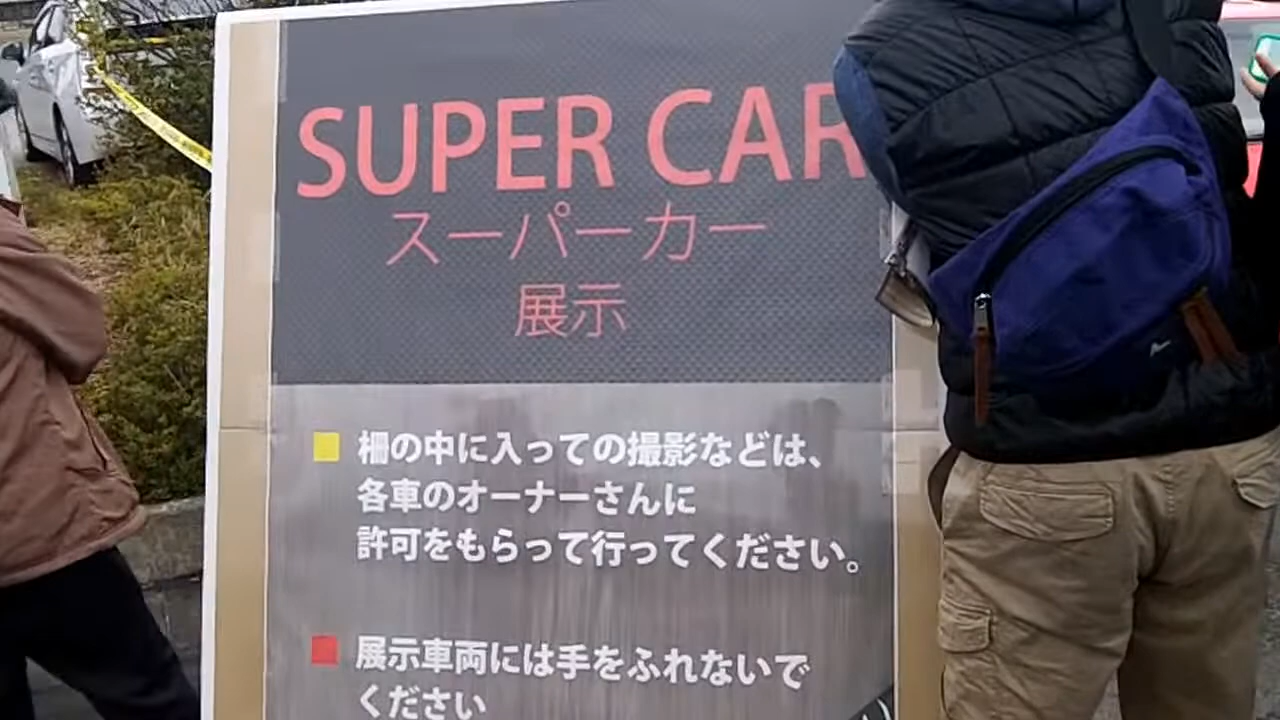 SUPER CAR
スーパーカー
展示
柵の中に入っての撮影などは、
各車のオーナーさんに
許可をもらって行ってください。
展示車両には手をふれないで
ください